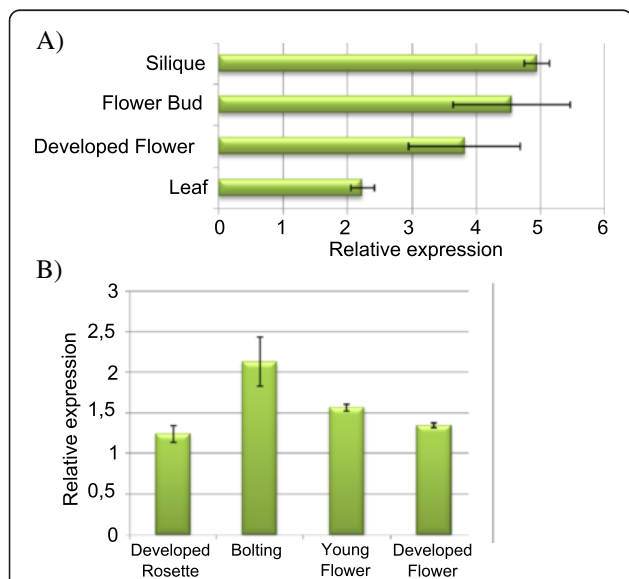 A)
Silique
Flower Bud
Developed Flower
Leaf
0 1 2 3 4 5 6
Relative expression
B)
Relative expression
3
2,5
2
1,5
1
0,5
0
Developed Rosette
Bolting
Young Flower
Developed Flower